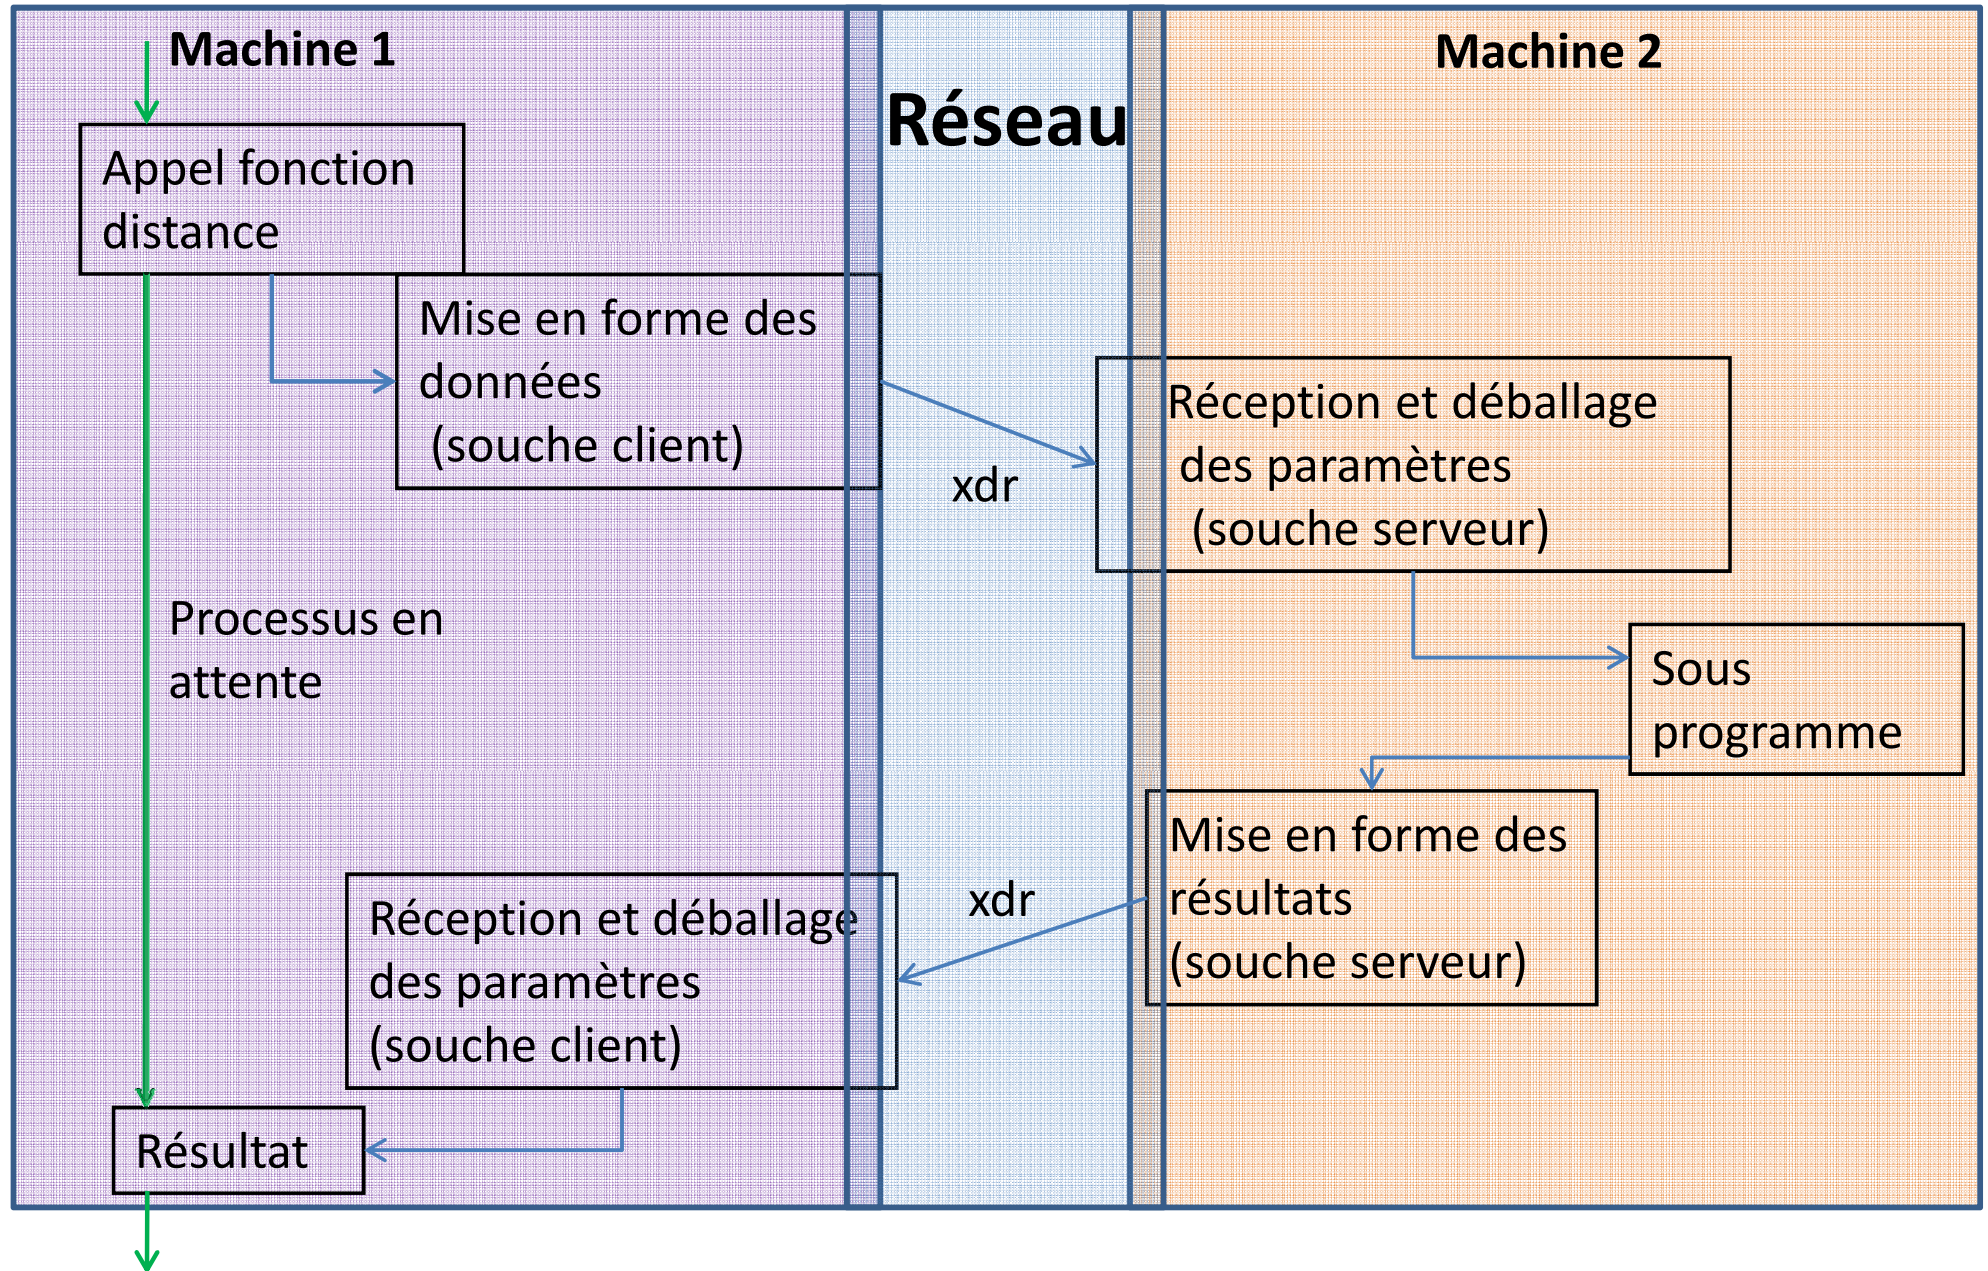 Machine 1
Réseau
Machine 2
Appel fonction
distance
Mise en forme des
données
(souche client)
xdr
Réception et déballage
des paramètres
(souche serveur)
Processus en
attente
Sous
programme
Mise en forme des
résultats
(souche serveur)
xdr
Réception et déballage
des paramètres
(souche client)
Résultat